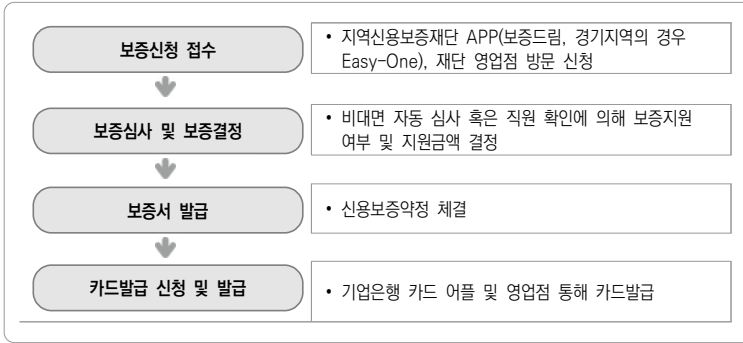 보증신청 접수
• 지역신용보증재단 APP(보증드림, 경기지역의 경우
Easy-One), 재단 영업점 방문 신청
보증심사 및 보증결정
• 비대면 자동 심사 혹은 직원 확인에 의해 보증지원
여부 및 지원금액 결정
보증서 발급
• 신용보증약정 체결
카드발급 신청 및 발급
• 기업은행 카드 어플 및 영업점 통해 카드발급